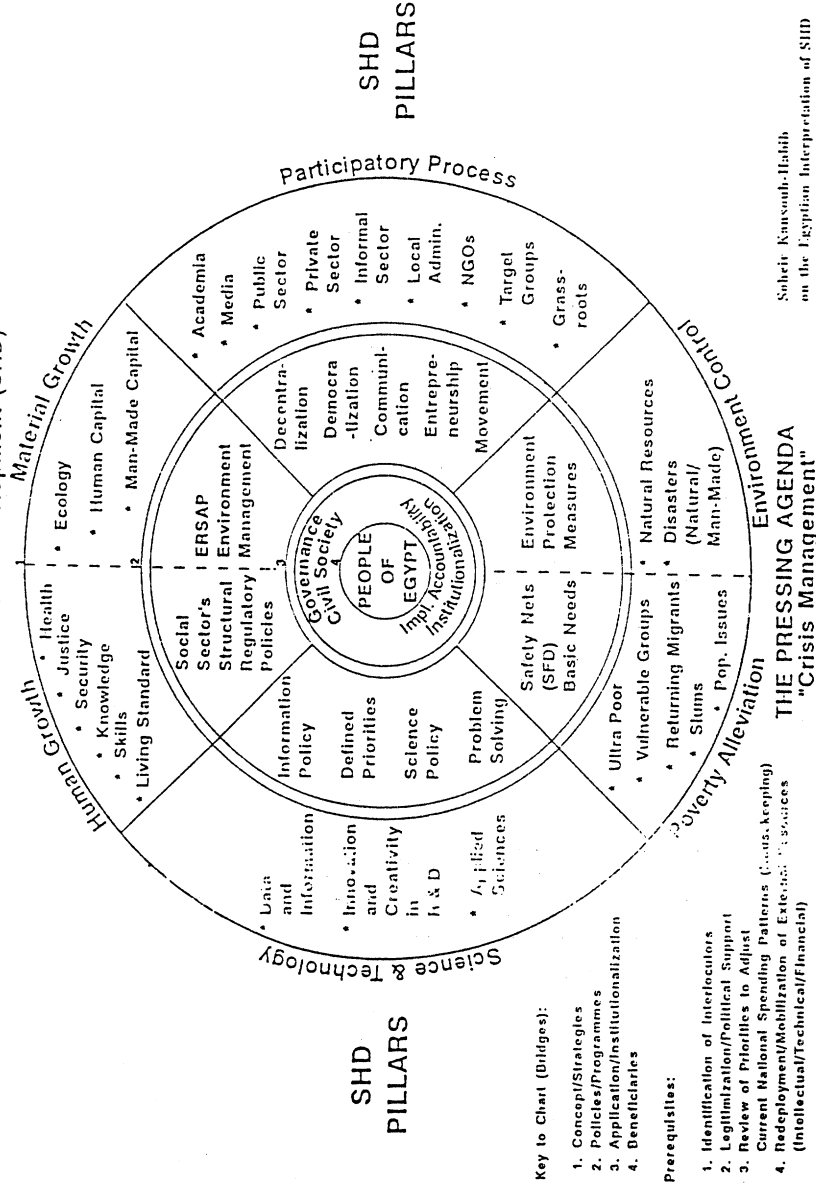 Material Growth
* Ecology
* Human Capital
* Man-Made Capital
Human Growth
* Health
* Justice
* Security
* Knowledge
Skills
* Living Standard
SHD
PILLARS
Science & Technology
* Data
and
Information
* Innovation
and
Creativity
in
R & D
* Applied
Sciences
SHD
PILLARS
Participatory Process
* Academia
* Media
* Public
Sector
* Private
Sector
* Informal
Sector
* Local
Admin.
* NGOs
* Target
Groups
* Grass-
roots
Social
Sector's
Structural
Regulatory
Policies
ERSAP
Environment
Management
Information
Policy
Defined
Priorities
Science
Policy
Problem
Solving
Decentra-
lization
Democra
-tization
Communi-
cation
Entrepre-
neurship
Movement
Safety Nets
(SFD)
Basic Needs
Environment
Protection
Measures
1
2
3
4
Governance
Civil Society
PEOPLE
OF
EGYPT
Impl. Accountability
Institutionalization
Poverty Alleviation
* Ultra Poor
* Vulnerable Groups
* Returning Migrants
* Slums
* Pop. Issues
Environment Control
* Natural Resources
* Disasters
(Natural/
Man-Made)
THE PRESSING AGENDA
"Crisis Management"
Key to Chart (Bridges):
1. Concept/Strategies
2. Policies/Programmes
3. Application/Institutionalization
4. Beneficiaries
Prerequisites:
1. Identification of Interlocutors
2. Legitimization/Political Support
3. Review of Priorities to Adjust
Current National Spending Patterns
4. Redeployment/Mobilization of External Resources
(Intellectual/Technical/Financial)
Soheir Kansouh-Habib
on the Egyptian Interpretation of SHD